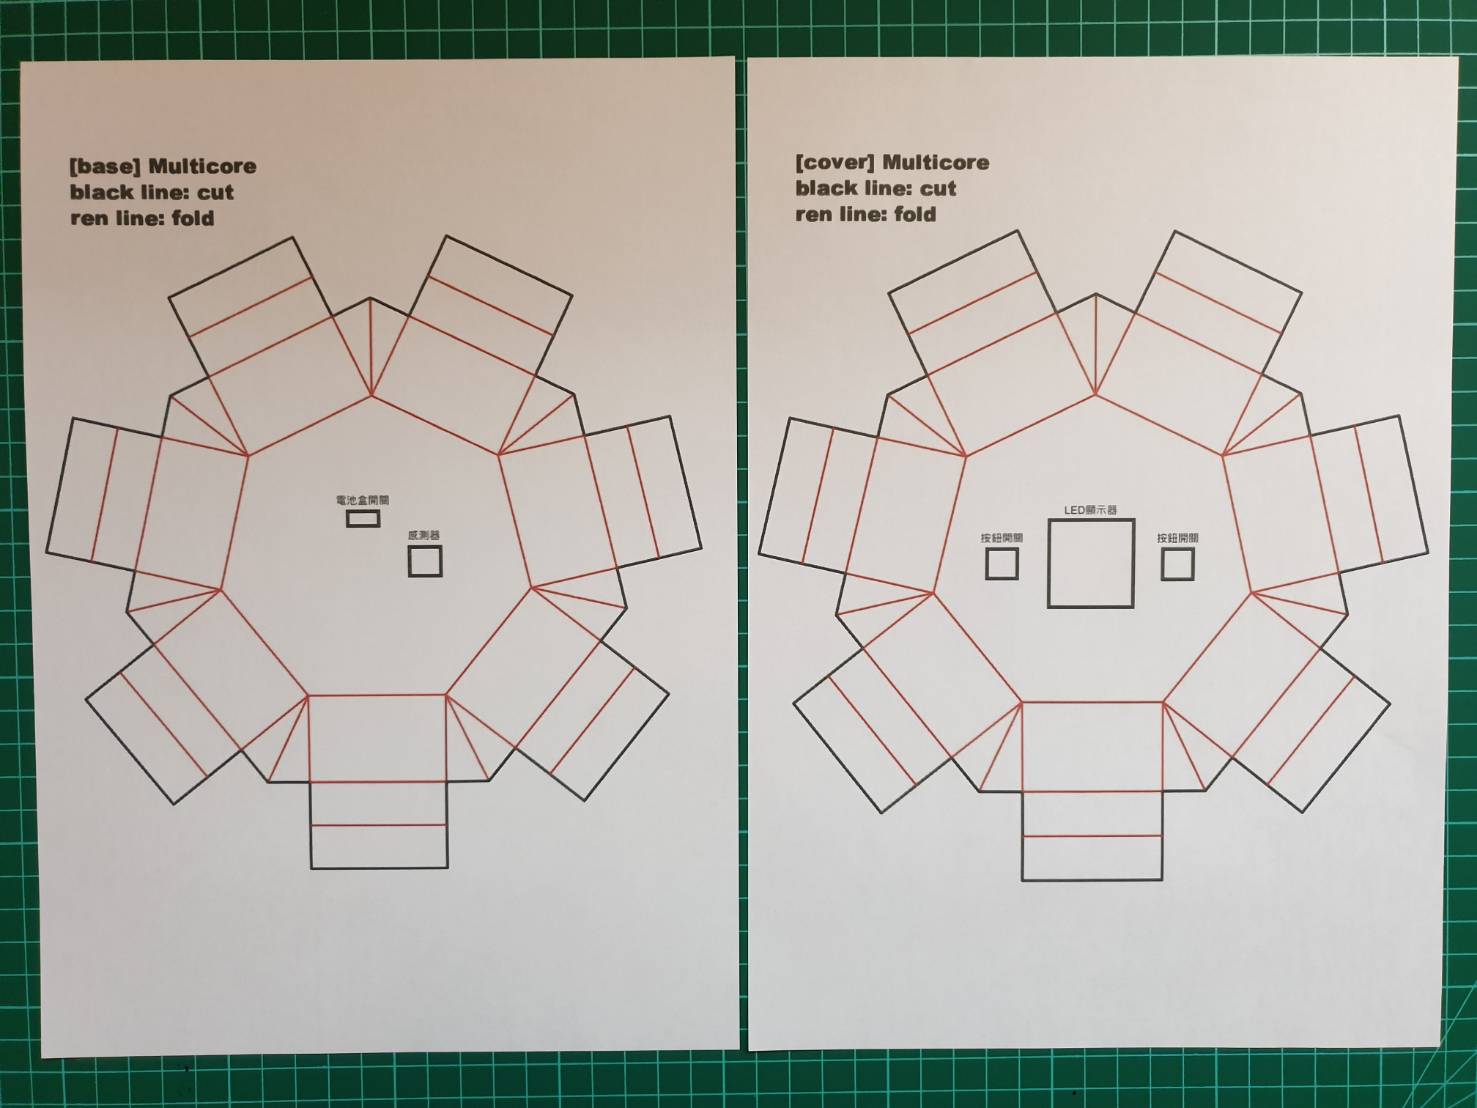 [base] Multicore
black line: cut
ren line: fold
電池盒開關
感測器
[cover] Multicore
black line: cut
ren line: fold
LED顯示器
按鈕開關
按鈕開關